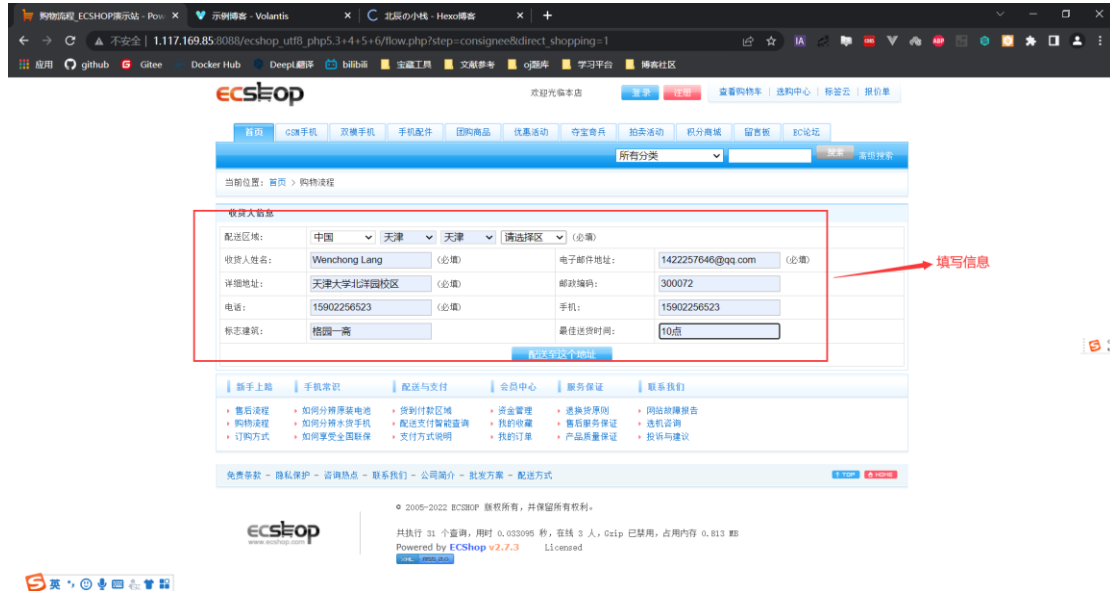 购物流程_ECSHOP演示站 - Pow × 示例博客 - Volantis × 北辰の小栈 - Hexo博客 × +
不安全 | 1.117.169.85:8088/ecshop_utf8_php5.3+4+5+6/flow.php?step=consignee&direct_shopping=1
应用 github Gitee Docker Hub DeepL翻译 bilibili 宝藏工具 文献参考 oj题库 学习平台 博客社区
ecshop 欢迎光临本店 登录 注册 查看购物车 | 选购中心 | 标签云 | 报价单
首页 GSM手机 双模手机 手机配件 团购商品 优惠活动 夺宝奇兵 拍卖活动 积分商城 留言板 EC论坛
所有分类 搜索 高级搜索
当前位置: 首页 > 购物流程
收货人信息
配送区域: 中国 天津 天津 请选择区 (必填)
收货人姓名: Wenchong Lang (必填) 电子邮件地址: 1422257646@qq.com (必填)
填写信息
详细地址: 天津大学北洋园校区 (必填) 邮政编码: 300072
电话: 15902256523 (必填) 手机: 15902256523
标志建筑: 格园一斋 最佳送货时间: 10点
配送至这个地址
新手上路 手机常识 配送与支付 会员中心 服务保证 联系我们
售后流程 如何分辨原装电池 货到付款区域 资金管理 退换货原则 网站故障报告
购物流程 如何分辨水货手机 配送支付智能查询 我的收藏 售后服务保证 选机咨询
订购方式 如何享受全国联保 支付方式说明 我的订单 产品质量保证 投诉与建议
免责条款 - 隐私保护 - 咨询热点 - 联系我们 - 公司简介 - 批发方案 - 配送方式 TOP HOME
© 2005-2022 ECSHOP 版权所有，并保留所有权利。
ecshop
www.ecshop.com
共执行 31 个查询，用时 0.033095 秒，在线 3 人，Gzip 已禁用，占用内存 0.813 MB
Powered by ECShop v2.7.3 Licensed
英